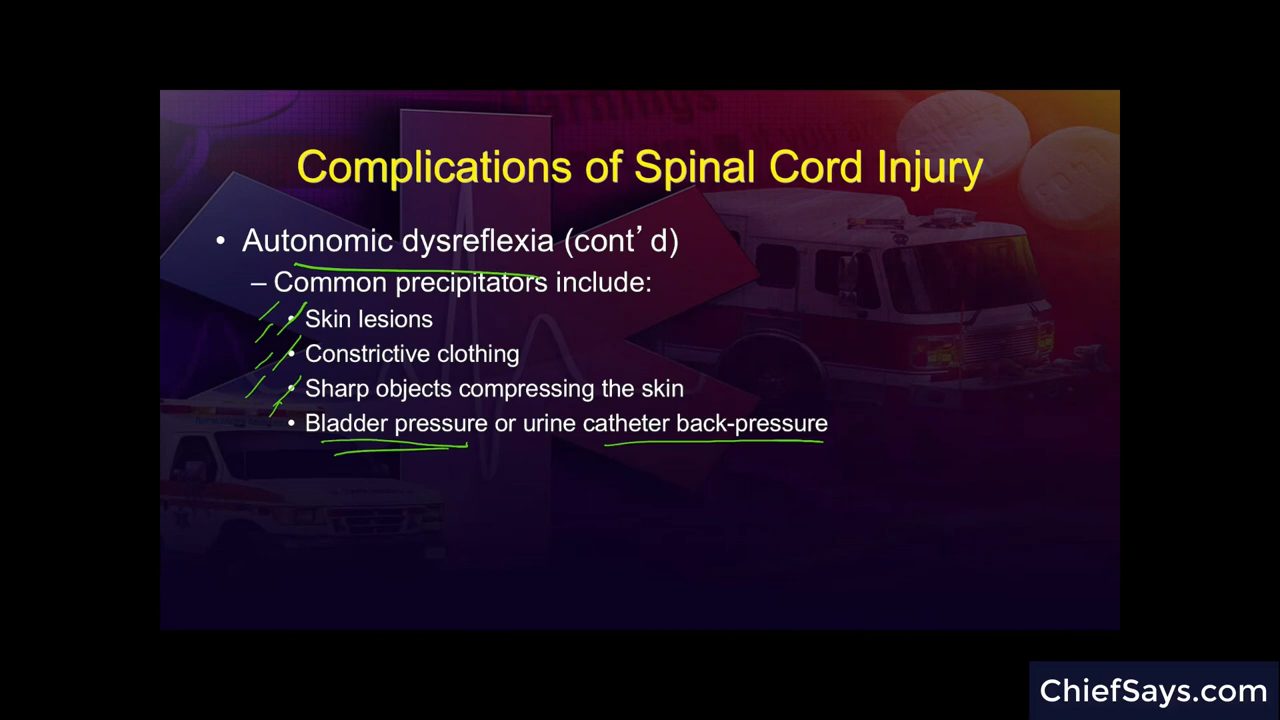 Warnings
Complications of Spinal Cord Injury
• Autonomic dysreflexia (cont’d)
– Common precipitators include:
• Skin lesions
• Constrictive clothing
• Sharp objects compressing the skin
• Bladder pressure or urine catheter back-pressure
ChiefSays.com